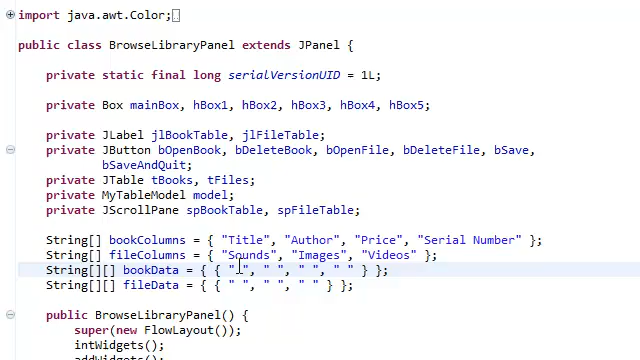 import java.awt.Color;
public class BrowseLibraryPanel extends JPanel {
private static final long serialVersionUID = 1L;
private Box mainBox, hBox1, hBox2, hBox3, hBox4, hBox5;
private JLabel jlBookTable, jlFileTable;
private JButton bOpenBook, bDeleteBook, bOpenFile, bDeleteFile, bSave,
bSaveAndQuit;
private JTable tBooks, tFiles;
private MyTableModel model;
private JScrollPane spBookTable, spFileTable;
String[] bookColumns = { "Title", "Author", "Price", "Serial Number" };
String[] fileColumns = { "Sounds", "Images", "Videos" };
String[][] bookData = { { " ", " ", " ", " " } };
String[][] fileData = { { " ", " ", " " } };
public BrowseLibraryPanel() {
super(new FlowLayout());
intWidgets();
addWidgets();